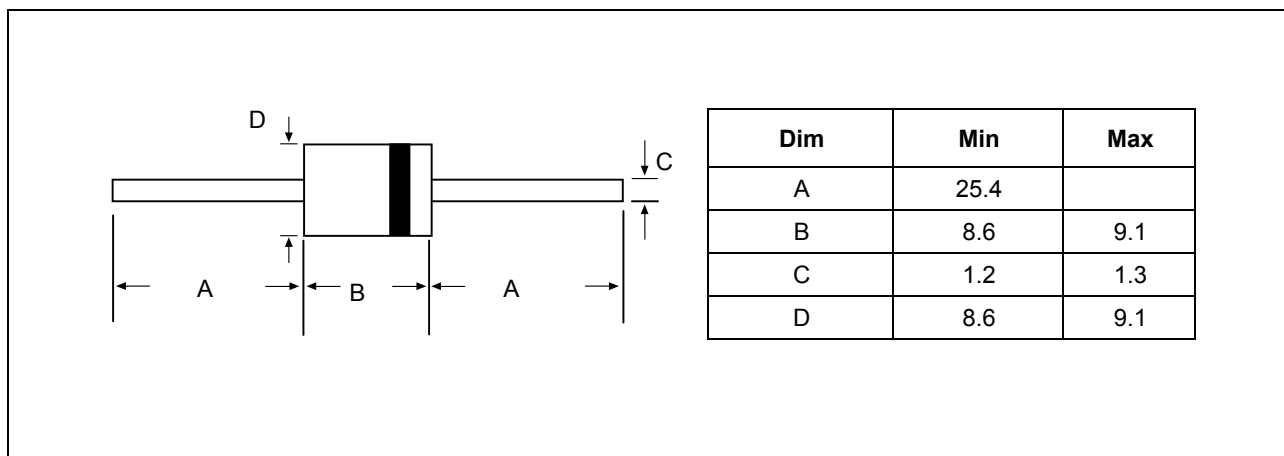 D
C
A
B
A
Dim Min Max
A 25.4
B 8.6 9.1
C 1.2 1.3
D 8.6 9.1